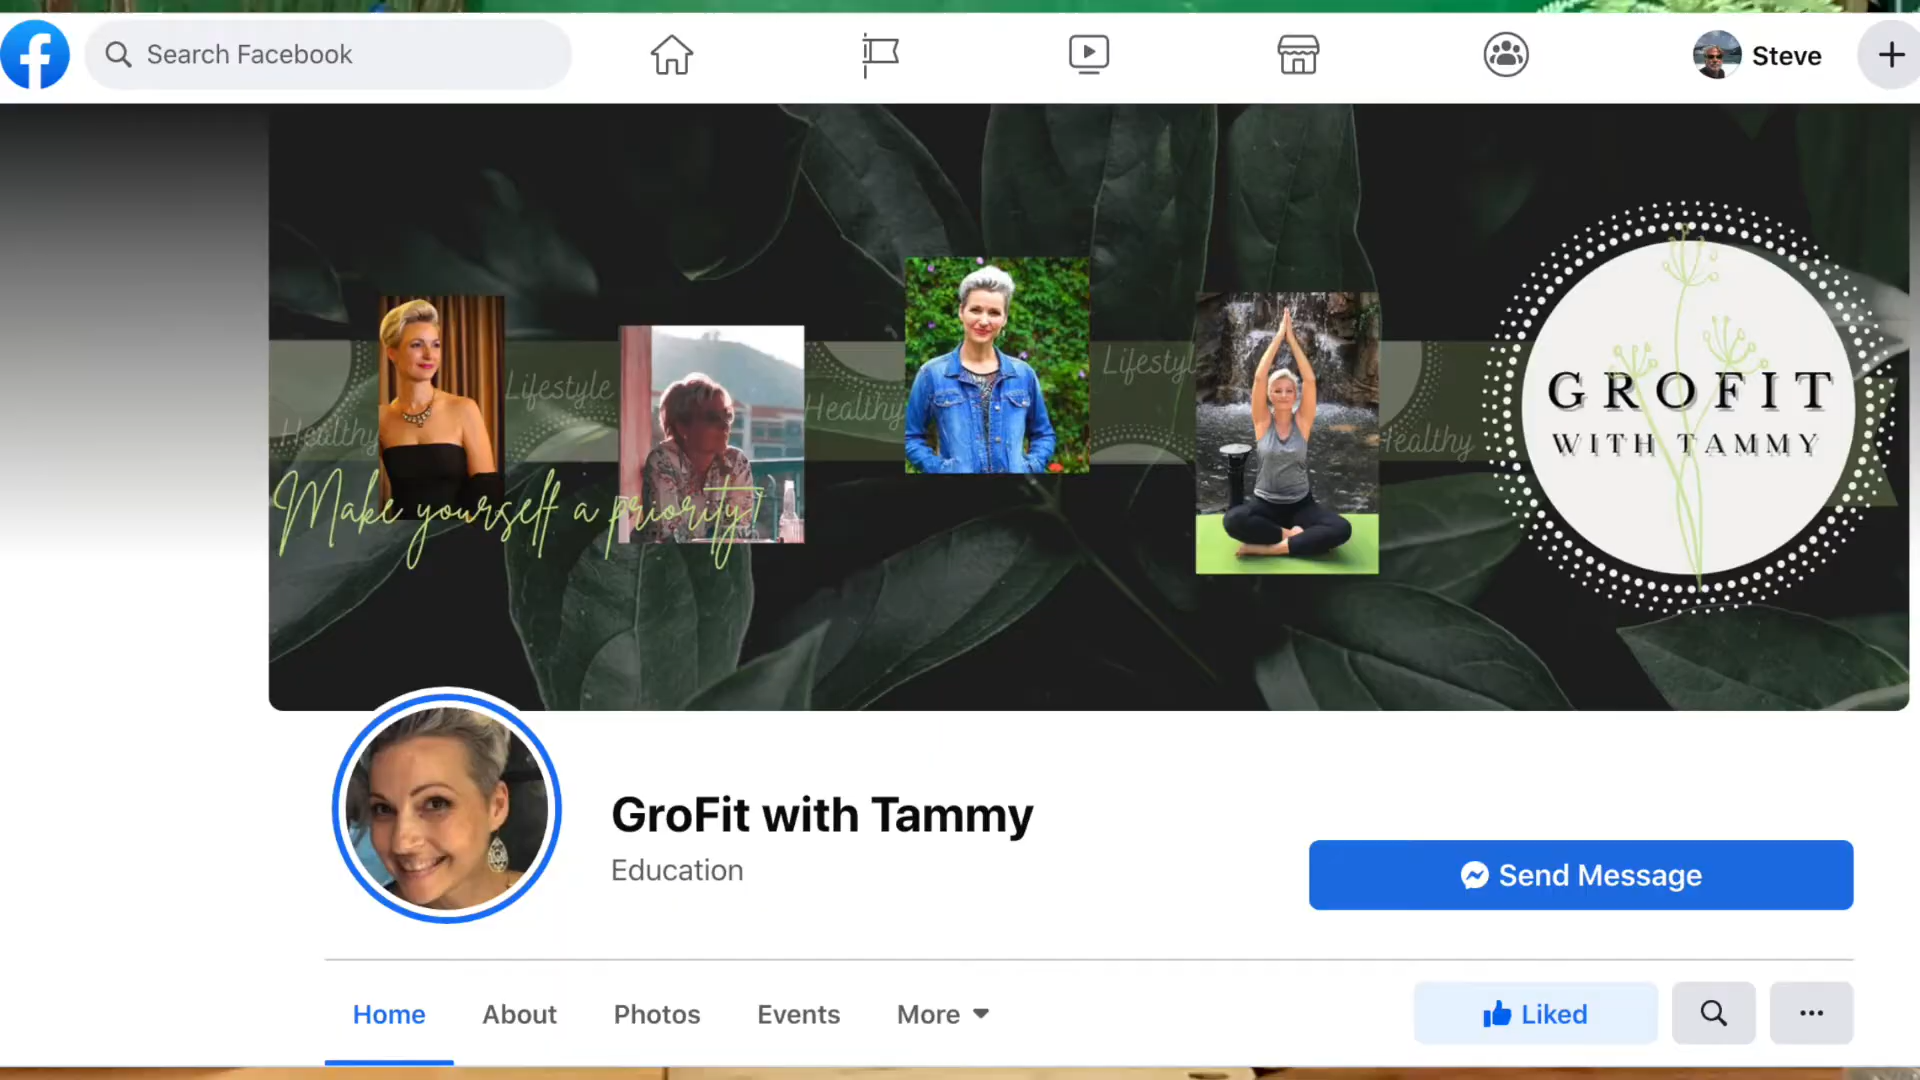 Search Facebook
Steve
Lifestyle
Lifestyl
Healthy
Healthy
Healthy
Make yourself a priority!
GROFIT
WITH TAMMY
GroFit with Tammy
Education
Send Message
Home About Photos Events More
Liked